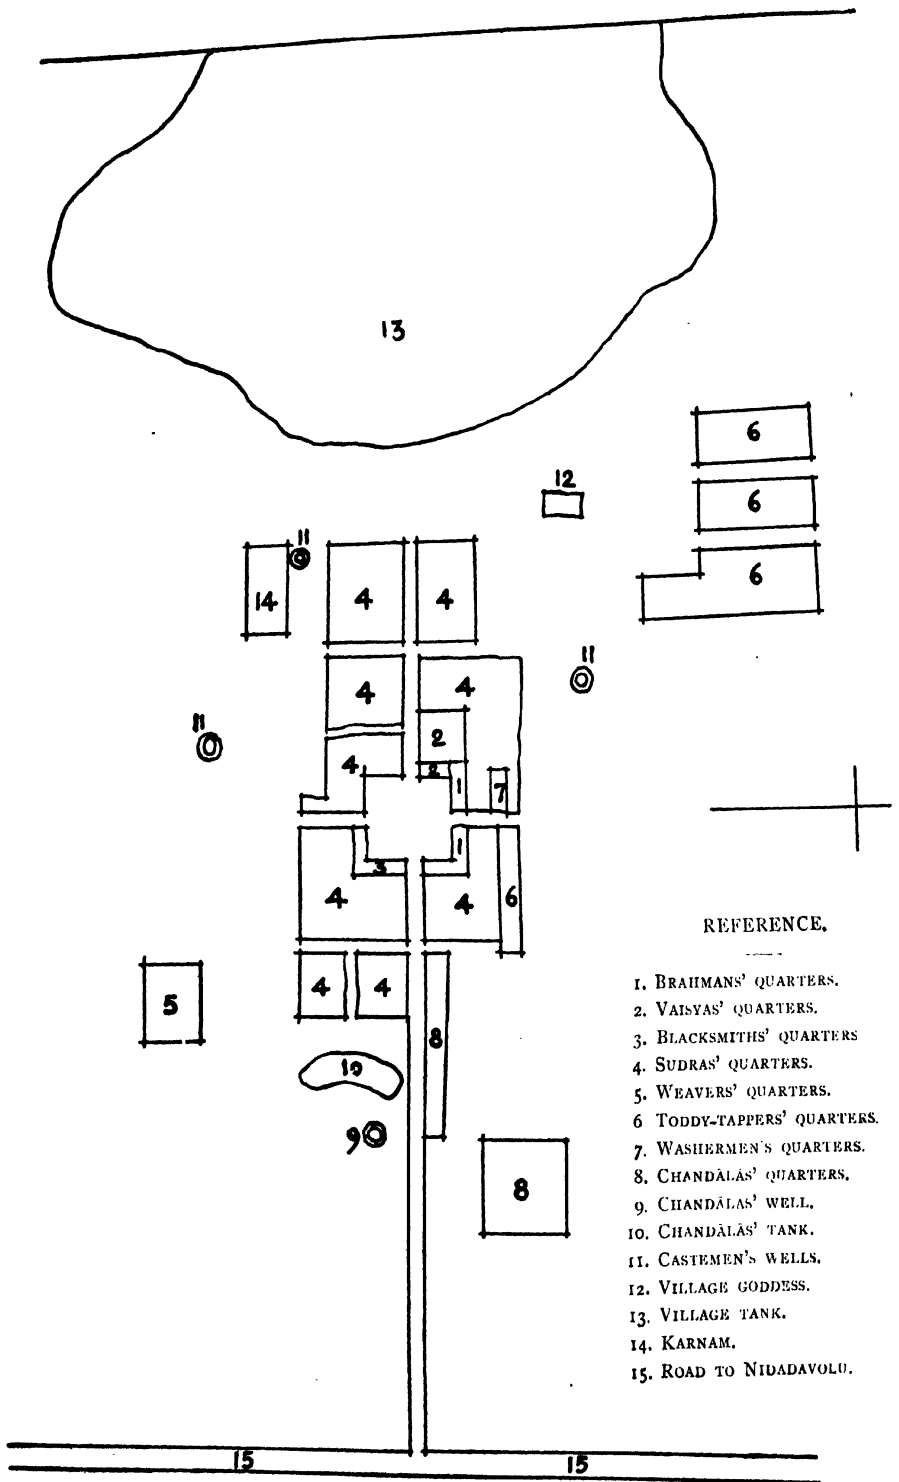 13
6
12
6
11
14
4
4
6
11
4
4
11
2
4
2
1
7
1
3
4
4
6
REFERENCE.
1. BRAHMANS' QUARTERS.
5
4
4
2. VAISYAS' QUARTERS.
8
3. BLACKSMITHS' QUARTERS
4. SUDRAS' QUARTERS.
10
5. WEAVERS' QUARTERS.
6 TODDY-TAPPERS' QUARTERS.
9
7. WASHERMEN'S QUARTERS.
8
8. CHANDĀLĀS' QUARTERS.
9. CHANDĀLAS' WELL.
10. CHANDĀLĀS' TANK.
11. CASTEMEN'S WELLS.
12. VILLAGE GODDESS.
13. VILLAGE TANK.
14. KARNAM.
15. ROAD TO NIDADAVOLU.
15
15